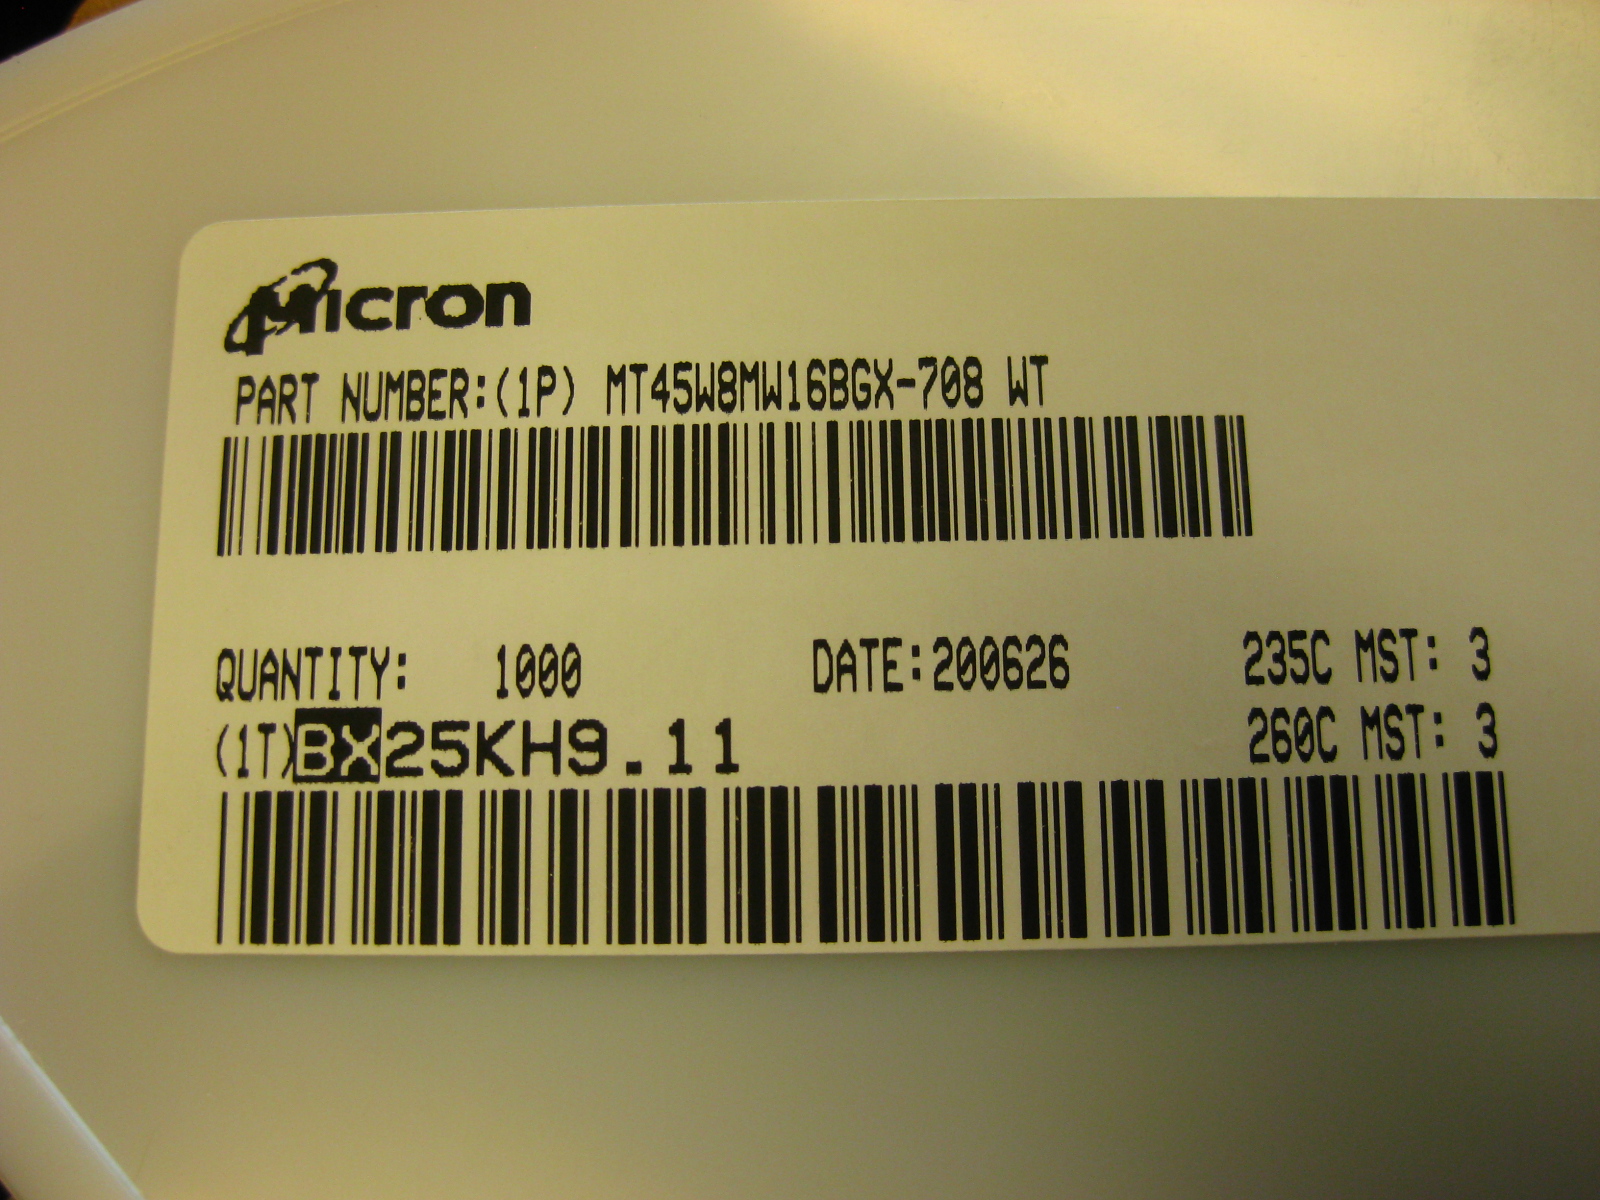 Micron
PART NUMBER:(1P) MT45W8MW16BGX-708 WT
QUANTITY: 1000 DATE:200626 235C MST: 3
(1T)BX25KH9.11 260C MST: 3